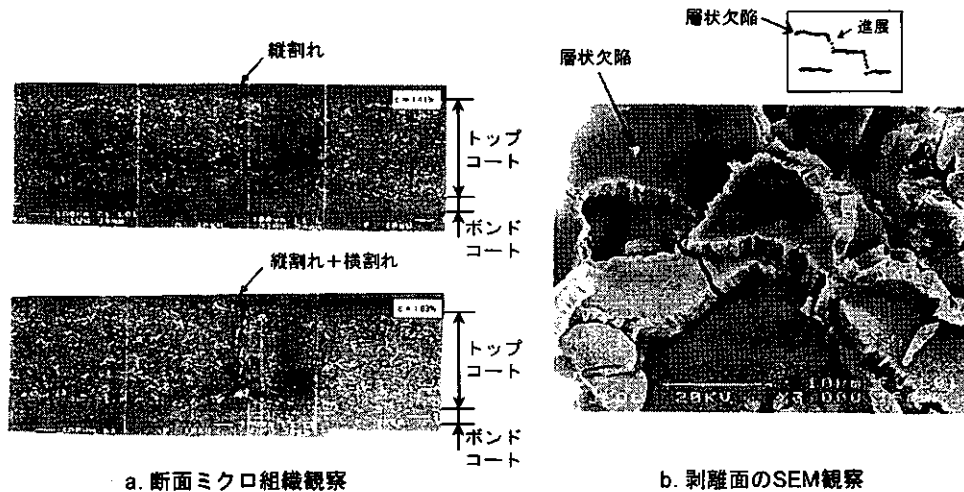 縦割れ
トップ
コート
ボンド
コート
縦割れ+横割れ
トップ
コート
ボンド
コート
a. 断面ミクロ組織観察
層状欠陥
進展
層状欠陥
20KU
b. 剥離面のSEM観察